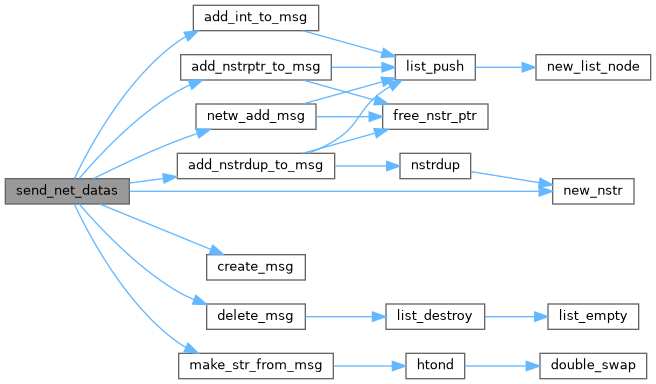 add_int_to_msg
add_nstrptr_to_msg
list_push
new_list_node
netw_add_msg
free_nstr_ptr
add_nstrdup_to_msg
nstrdup
send_net_datas
new_nstr
create_msg
delete_msg
list_destroy
list_empty
make_str_from_msg
htond
double_swap